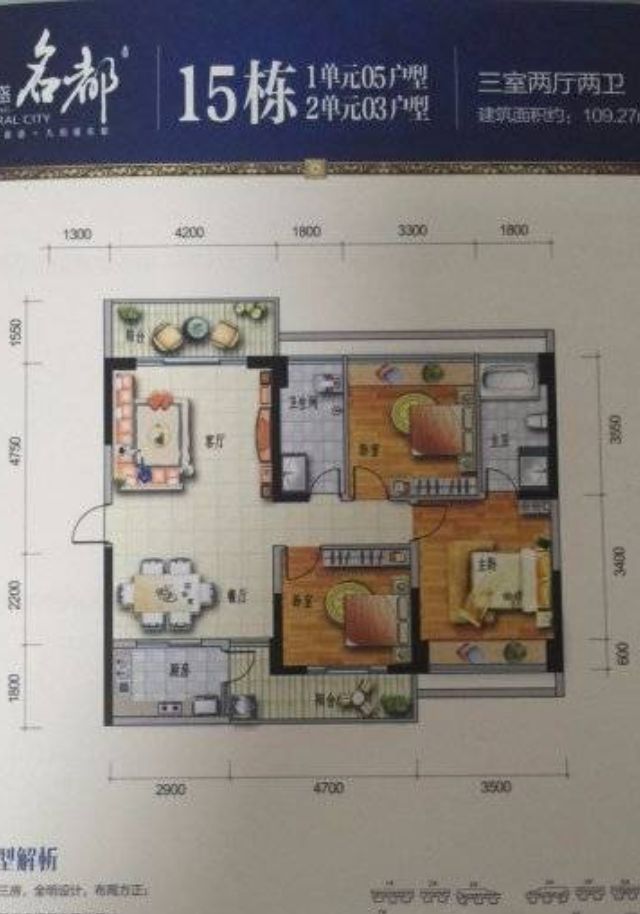 名都
RAL CITY
15栋
1单元05户型
2单元03户型
三室两厅两卫
建筑面积约：109.27
1300
4200
1800
3300
1800
1550
4750
2200
1800
3550
3400
600
阳台
客厅
卫生间
卧室
主卫
餐厅
卧室
主卧
厨房
阳台
2900
4700
3500
型解析
三房，全明设计，布局方正；